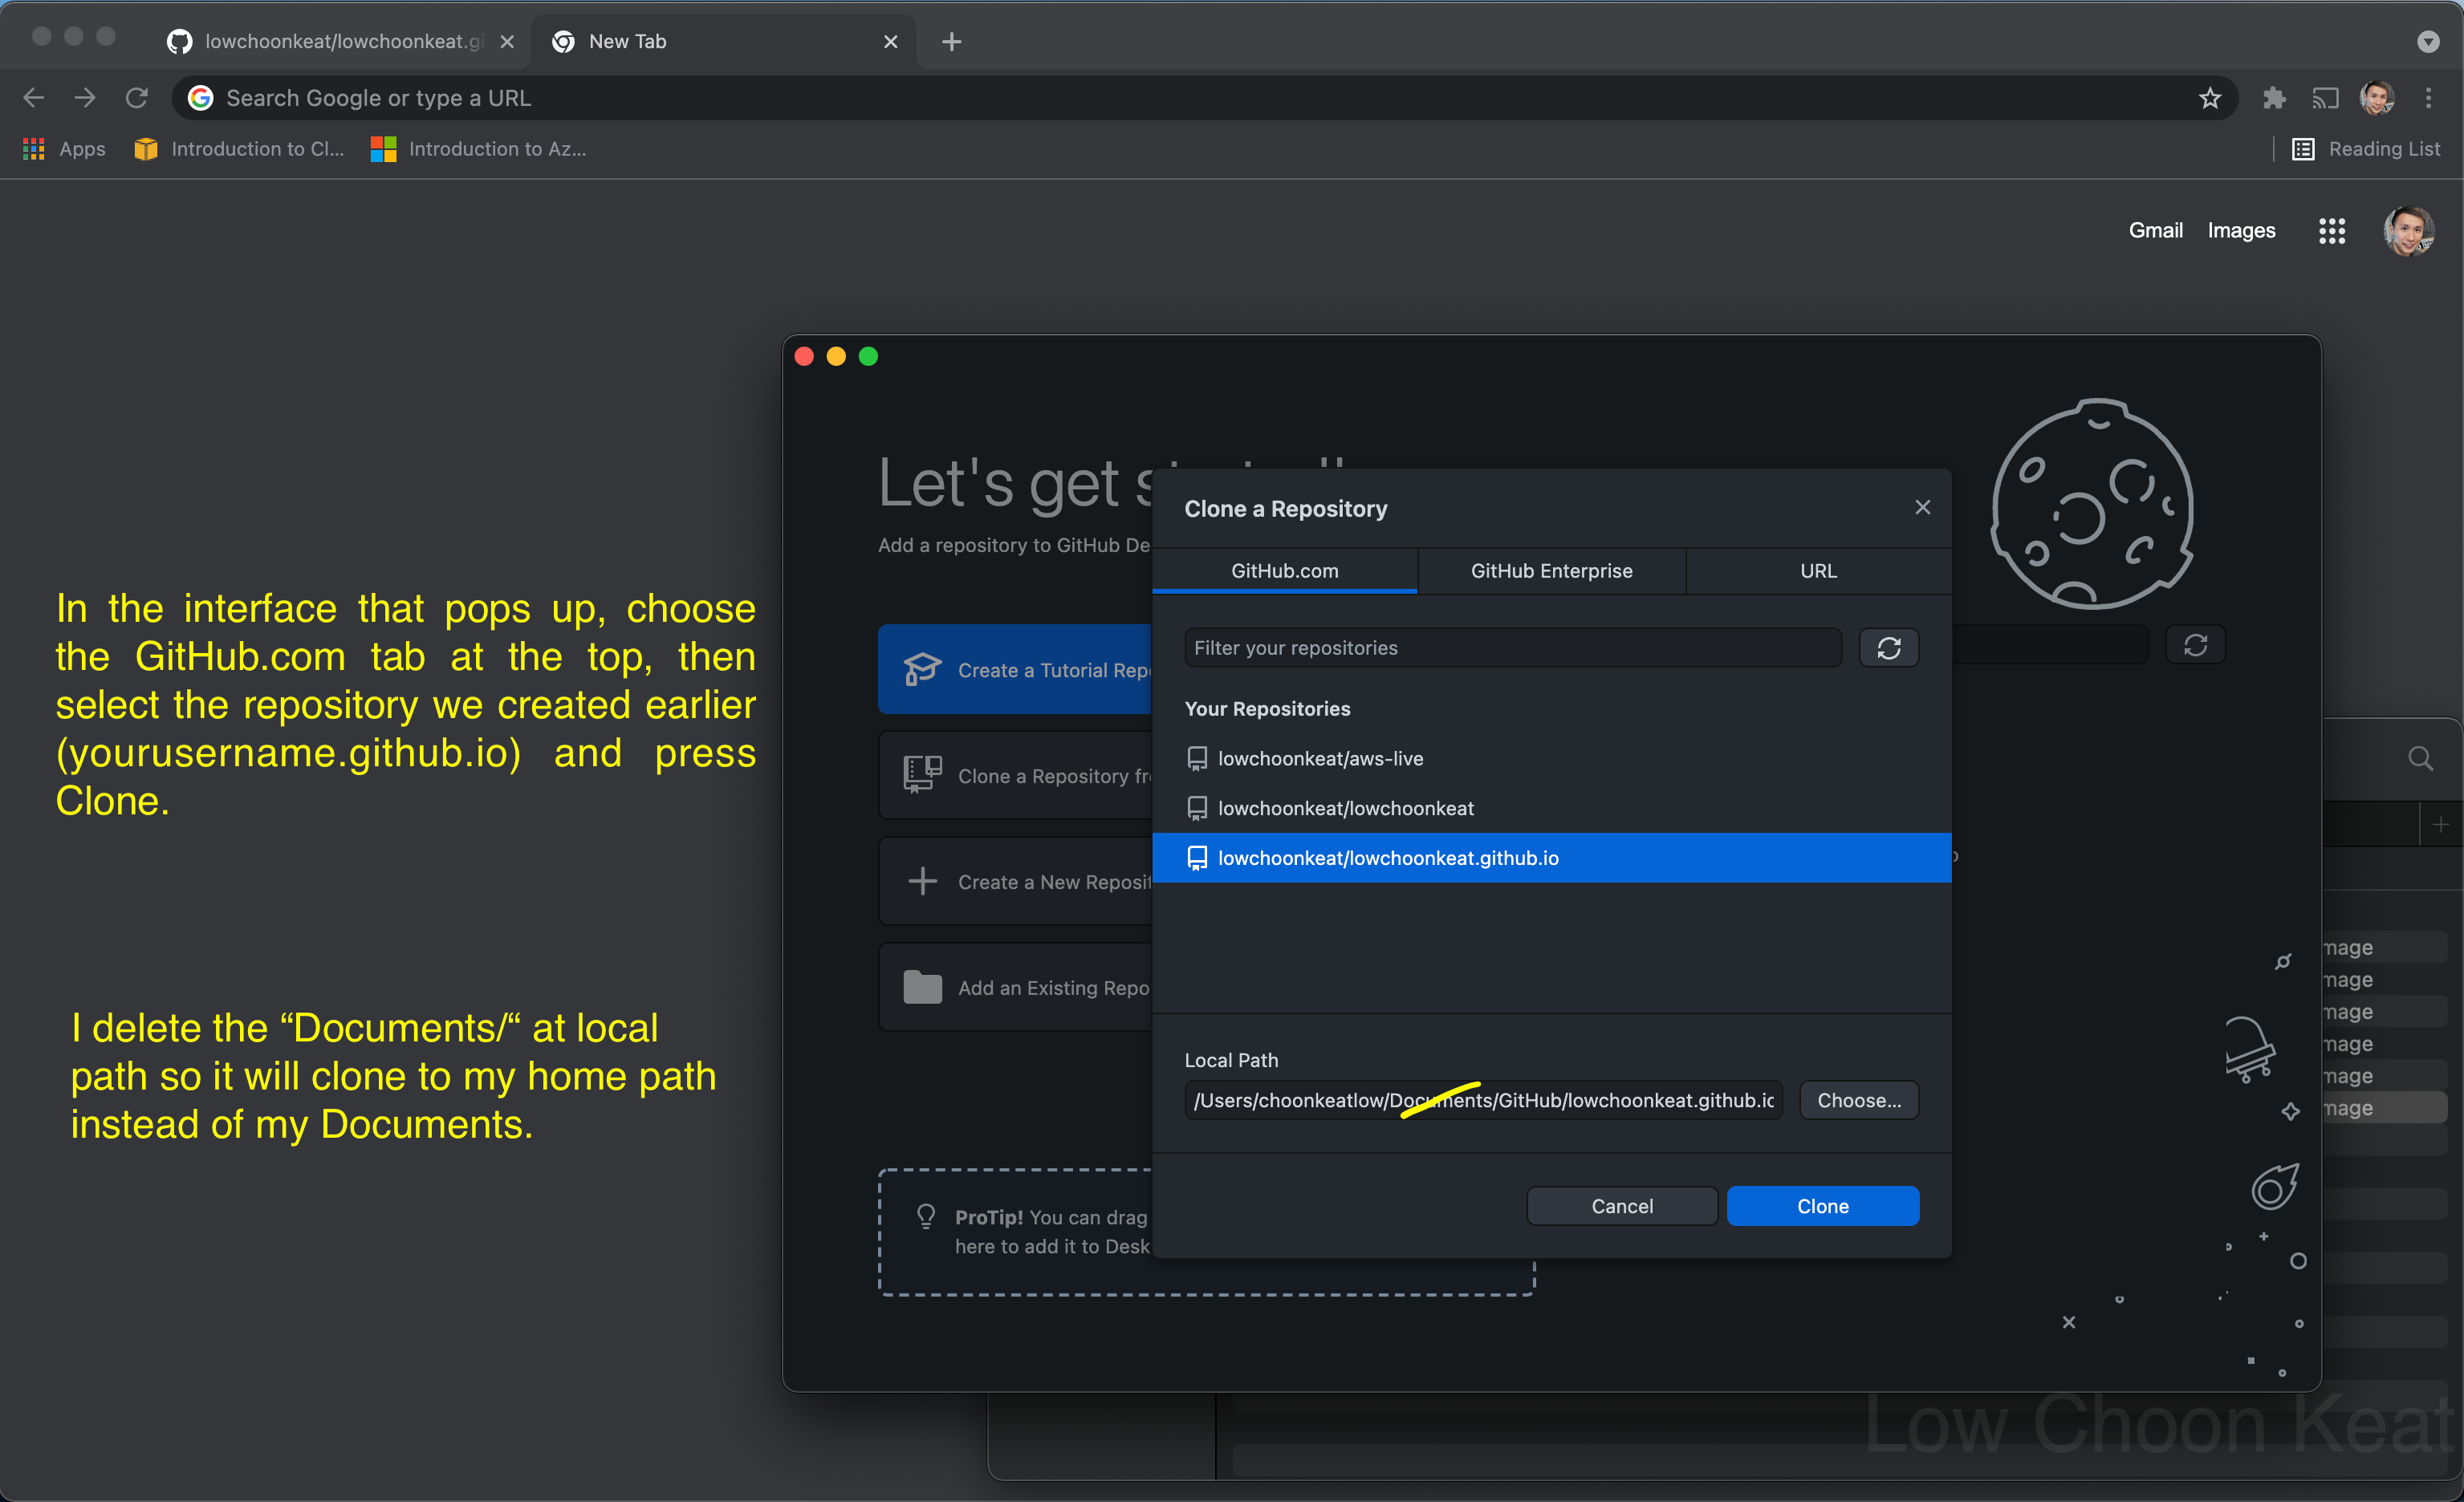 lowchoonkeat/lowchoonkeat.gi
New Tab
Search Google or type a URL
Apps
Introduction to Cl...
Introduction to Az...
Reading List
Gmail
Images
In the interface that pops up, choose
the GitHub.com tab at the top, then
select the repository we created earlier
(yourusername.github.io) and press
Clone.
I delete the “Documents/“ at local
path so it will clone to my home path
instead of my Documents.
Let's get
Add a repository to GitHub De
Create a Tutorial Rep
Clone a Repository fr
Create a New Reposit
Add an Existing Repo
ProTip! You can drag
here to add it to Desk
Clone a Repository
GitHub.com
GitHub Enterprise
URL
Filter your repositories
Your Repositories
lowchoonkeat/aws-live
lowchoonkeat/lowchoonkeat
lowchoonkeat/lowchoonkeat.github.io
Local Path
/Users/choonkeatlow/Documents/GitHub/lowchoonkeat.github.io
Choose...
Cancel
Clone
mage
mage
mage
mage
mage
mage
Low Choon Keat